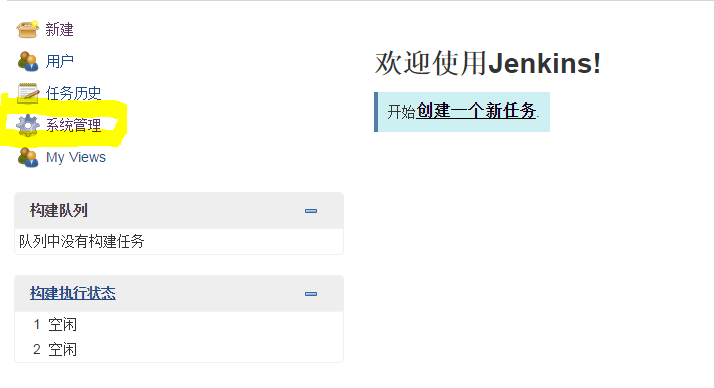 新建
用户
任务历史
系统管理
My Views
构建队列
队列中没有构建任务
构建执行状态
1 空闲
2 空闲
欢迎使用Jenkins!
开始创建一个新任务.